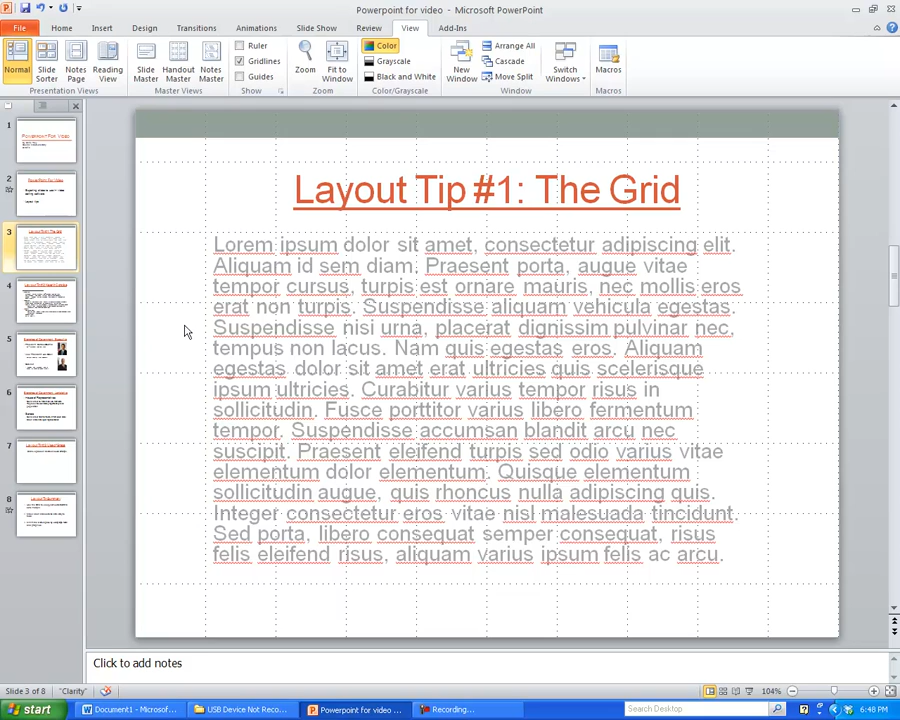 Powerpoint for video - Microsoft PowerPoint
File Home Insert Design Transitions Animations Slide Show Review View Add-Ins
Normal
Slide Sorter
Notes Page
Reading View
Presentation Views
Slide Master
Handout Master
Notes Master
Master Views
Ruler
Gridlines
Guides
Show
Zoom
Fit to Window
Zoom
Color
Grayscale
Black and White
Color/Grayscale
New Window
Arrange All
Cascade
Move Split
Switch Windows
Window
Macros
Macros
1
2
3
4
5
6
7
8
Layout Tip #1: The Grid
Lorem ipsum dolor sit amet, consectetur adipiscing elit.
Aliquam id sem diam. Praesent porta, augue vitae
tempor cursus, turpis est ornare mauris, nec mollis eros
erat non turpis. Suspendisse aliquam vehicula egestas.
Suspendisse nisi urna, placerat dignissim pulvinar nec,
tempus non lacus. Nam quis egestas eros. Aliquam
egestas dolor sit amet erat ultricies quis scelerisque
ipsum ultricies. Curabitur varius tempor risus in
sollicitudin. Fusce porttitor varius libero fermentum
tempor. Suspendisse accumsan blandit arcu nec
suscipit. Praesent eleifend turpis sed odio varius vitae
elementum dolor elementum. Quisque elementum
sollicitudin augue, quis rhoncus nulla adipiscing quis.
Integer consectetur eros vitae nisl malesuada tincidunt.
Sed porta, libero consequat semper consequat, risus
felis eleifend risus, aliquam varius ipsum felis ac arcu.
Click to add notes
Slide 3 of 8 "Clarity" 104%
start Document1 - Microsof... USB Device Not Reco... Powerpoint for video ... Recording... Search Desktop 6:48 PM